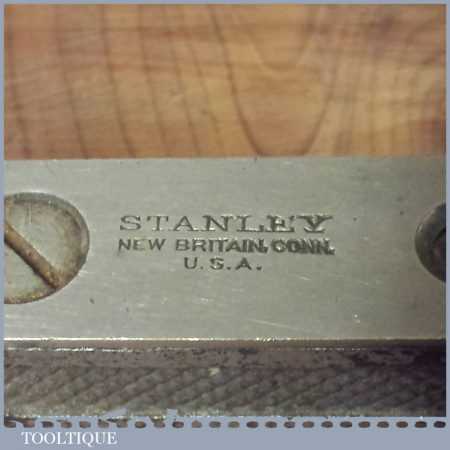 STANLEY
NEW BRITAIN, CONN.
U.S.A.
TOOLTIQUE